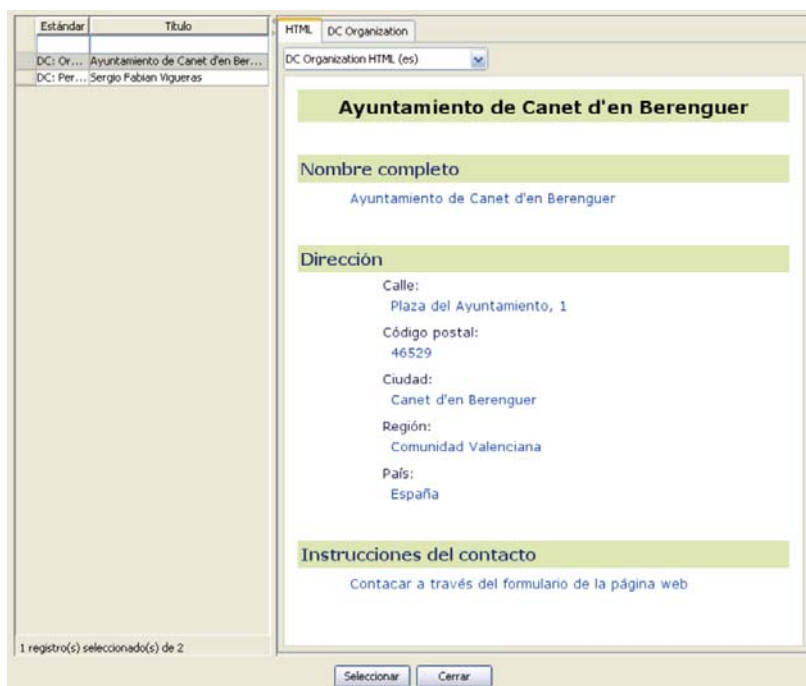 Estándar Título
DC: Or... Ayuntamiento de Canet d'en Ber...
DC: Per... Sergio Fabian Vigueras
1 registro(s) seleccionado(s) de 2
HTML DC Organization
DC Organization HTML (es)
Ayuntamiento de Canet d'en Berenguer
Nombre completo
Ayuntamiento de Canet d'en Berenguer
Dirección
Calle:
Plaza del Ayuntamiento, 1
Código postal:
46529
Ciudad:
Canet d'en Berenguer
Región:
Comunidad Valenciana
País:
España
Instrucciones del contacto
Contacar a través del formulario de la página web
Seleccionar Cerrar